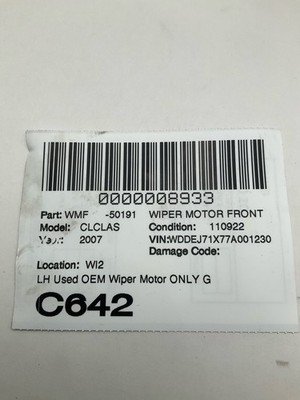 0000008933
Part: WMF -50191 WIPER MOTOR FRONT
Model: CLCLAS Condition: 110922
Year: 2007 VIN:WDDEJ71X77A001230
Damage Code:
Location: WI2
LH Used OEM Wiper Motor ONLY G
C642